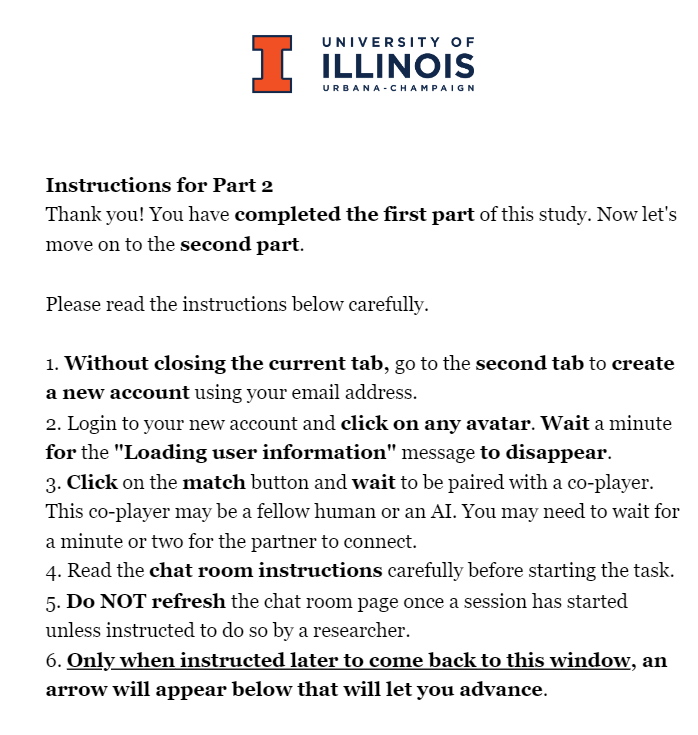 UNIVERSITY OF
ILLINOIS
URBANA-CHAMPAIGN
Instructions for Part 2
Thank you! You have completed the first part of this study. Now let's
move on to the second part.
Please read the instructions below carefully.
1. Without closing the current tab, go to the second tab to create
a new account using your email address.
2. Login to your new account and click on any avatar. Wait a minute
for the "Loading user information" message to disappear.
3. Click on the match button and wait to be paired with a co-player.
This co-player may be a fellow human or an AI. You may need to wait for
a minute or two for the partner to connect.
4. Read the chat room instructions carefully before starting the task.
5. Do NOT refresh the chat room page once a session has started
unless instructed to do so by a researcher.
6. Only when instructed later to come back to this window, an
arrow will appear below that will let you advance.